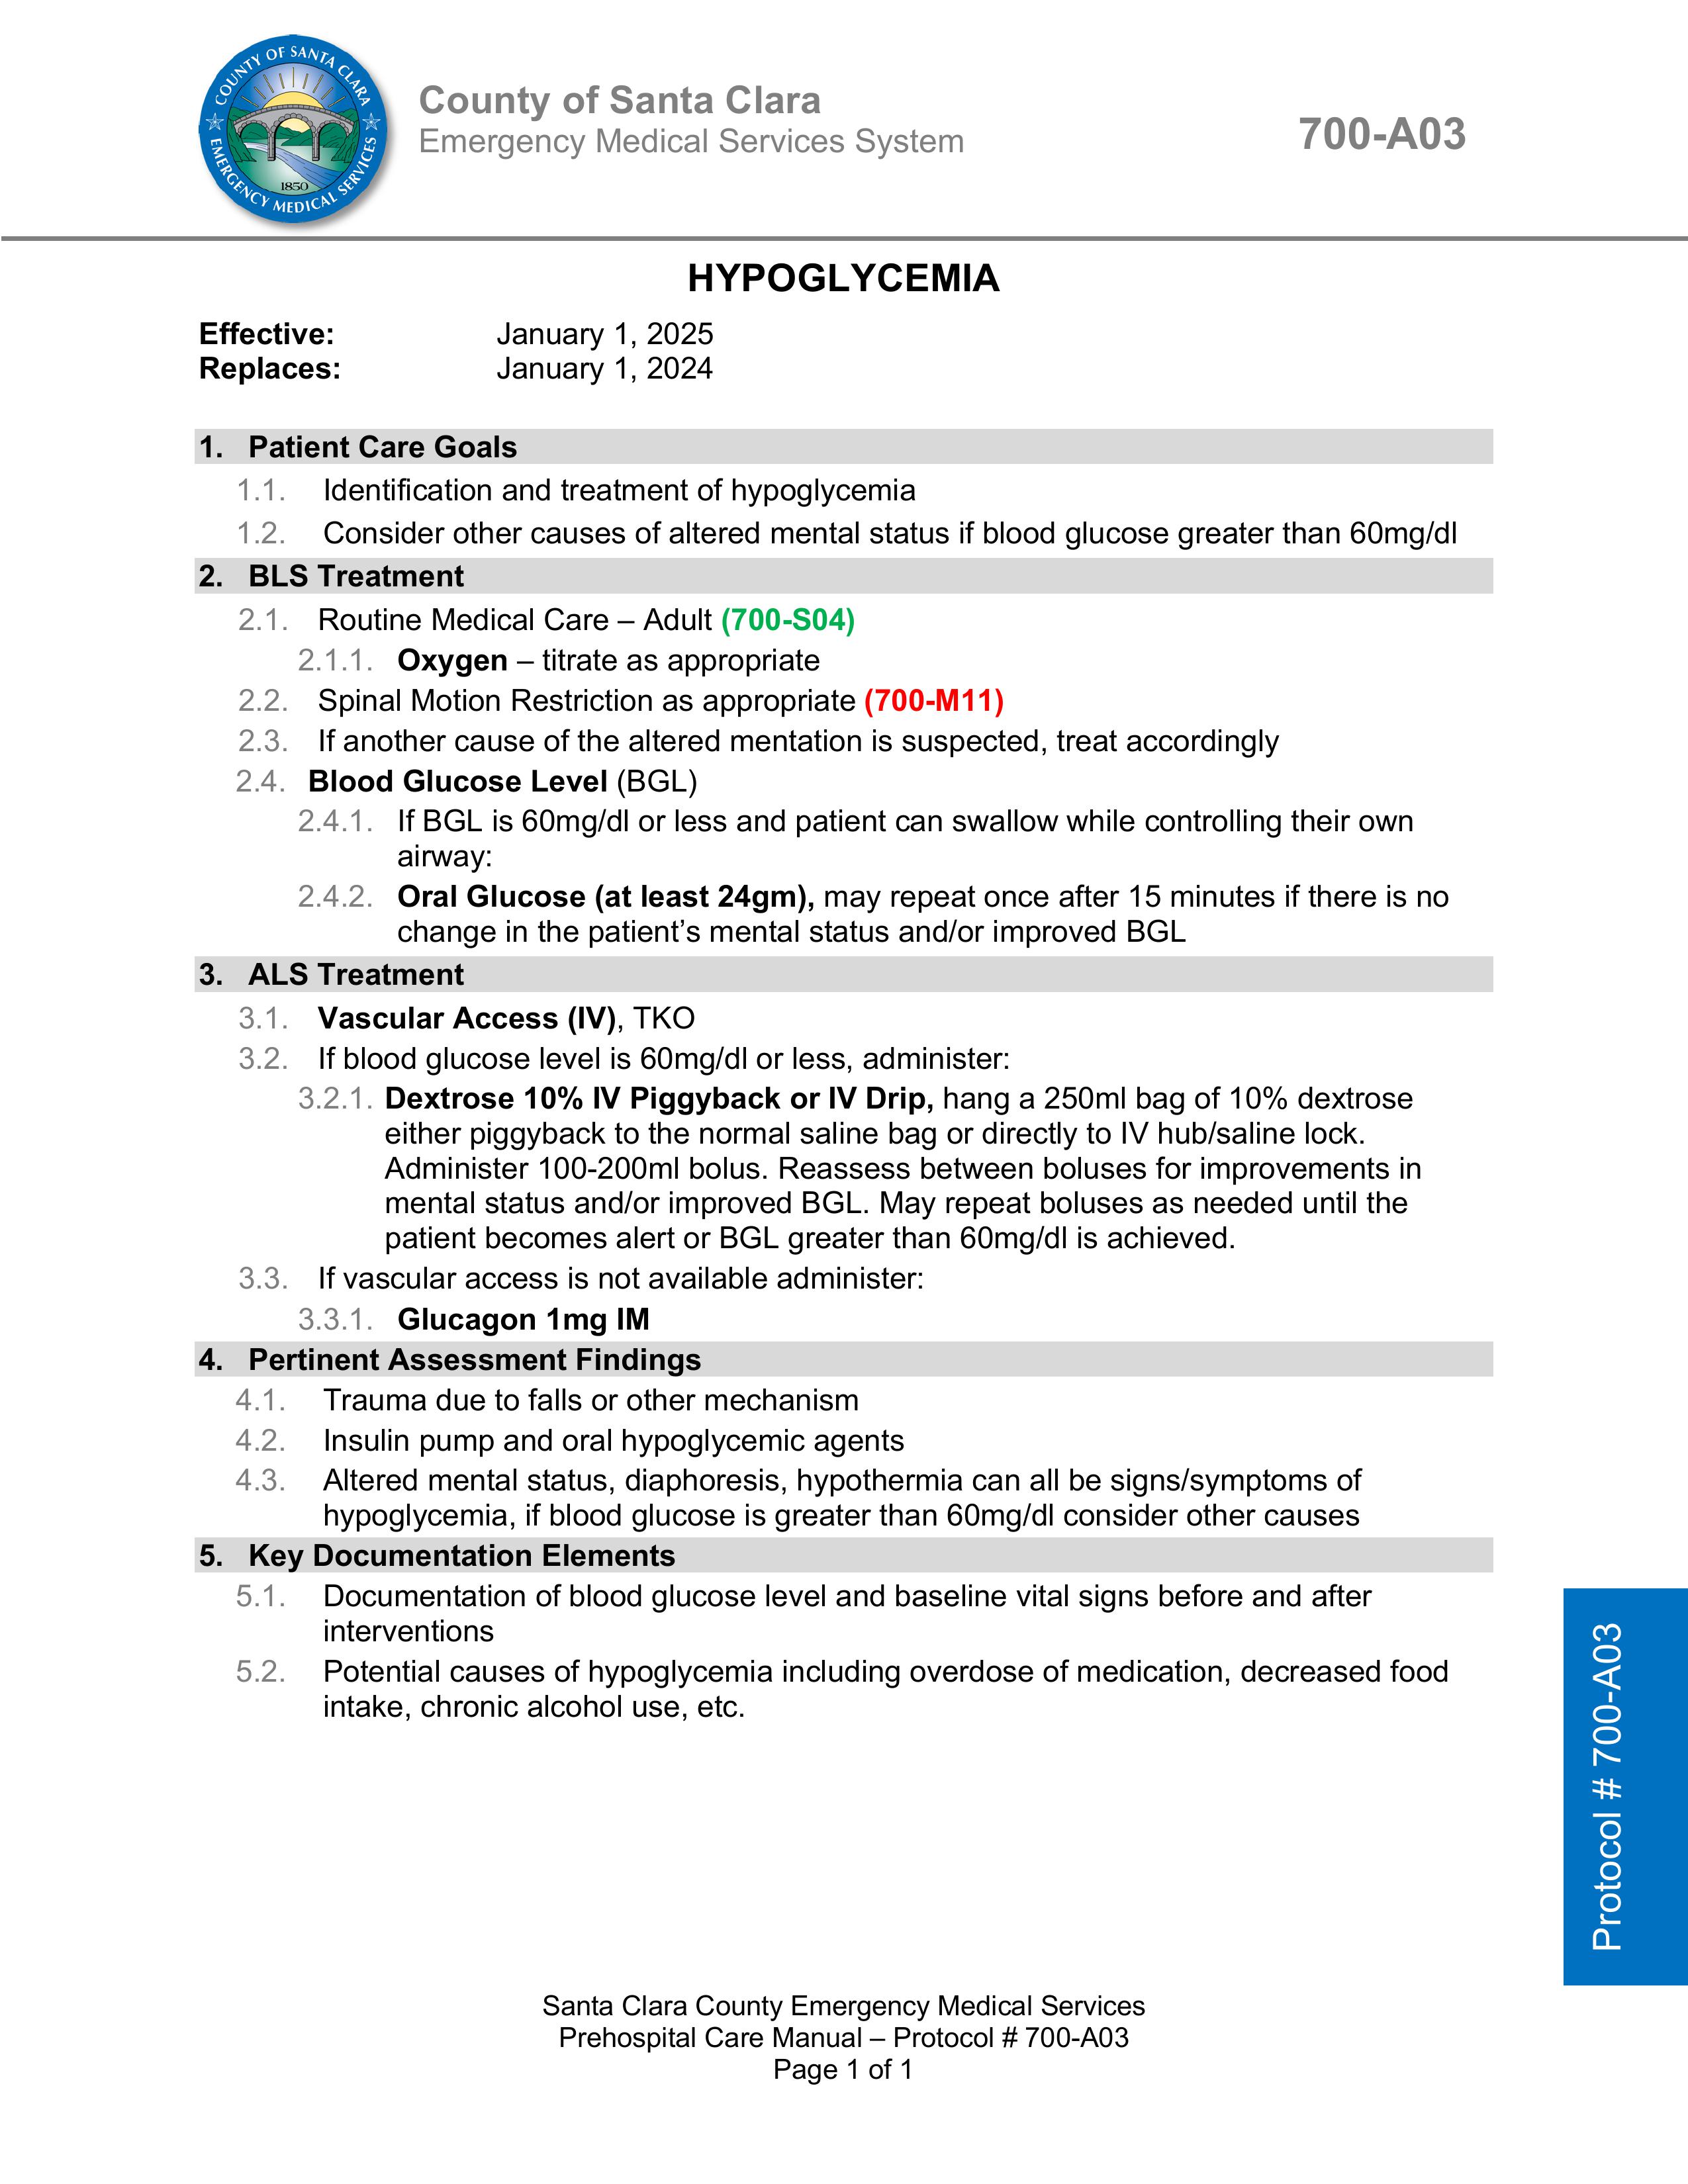 COUNTY OF SANTA CLARA
EMERGENCY MEDICAL SERVICES
1850
County of Santa Clara
Emergency Medical Services System
700-A03
HYPOGLYCEMIA
Effective: January 1, 2025
Replaces: January 1, 2024
1. Patient Care Goals
1.1. Identification and treatment of hypoglycemia
1.2. Consider other causes of altered mental status if blood glucose greater than 60mg/dl
2. BLS Treatment
2.1. Routine Medical Care – Adult (700-S04)
2.1.1. Oxygen – titrate as appropriate
2.2. Spinal Motion Restriction as appropriate (700-M11)
2.3. If another cause of the altered mentation is suspected, treat accordingly
2.4. Blood Glucose Level (BGL)
2.4.1. If BGL is 60mg/dl or less and patient can swallow while controlling their own
airway:
2.4.2. Oral Glucose (at least 24gm), may repeat once after 15 minutes if there is no
change in the patient’s mental status and/or improved BGL
3. ALS Treatment
3.1. Vascular Access (IV), TKO
3.2. If blood glucose level is 60mg/dl or less, administer:
3.2.1. Dextrose 10% IV Piggyback or IV Drip, hang a 250ml bag of 10% dextrose
either piggyback to the normal saline bag or directly to IV hub/saline lock.
Administer 100-200ml bolus. Reassess between boluses for improvements in
mental status and/or improved BGL. May repeat boluses as needed until the
patient becomes alert or BGL greater than 60mg/dl is achieved.
3.3. If vascular access is not available administer:
3.3.1. Glucagon 1mg IM
4. Pertinent Assessment Findings
4.1. Trauma due to falls or other mechanism
4.2. Insulin pump and oral hypoglycemic agents
4.3. Altered mental status, diaphoresis, hypothermia can all be signs/symptoms of
hypoglycemia, if blood glucose is greater than 60mg/dl consider other causes
5. Key Documentation Elements
5.1. Documentation of blood glucose level and baseline vital signs before and after
interventions
5.2. Potential causes of hypoglycemia including overdose of medication, decreased food
intake, chronic alcohol use, etc.
Protocol # 700-A03
Santa Clara County Emergency Medical Services
Prehospital Care Manual – Protocol # 700-A03
Page 1 of 1